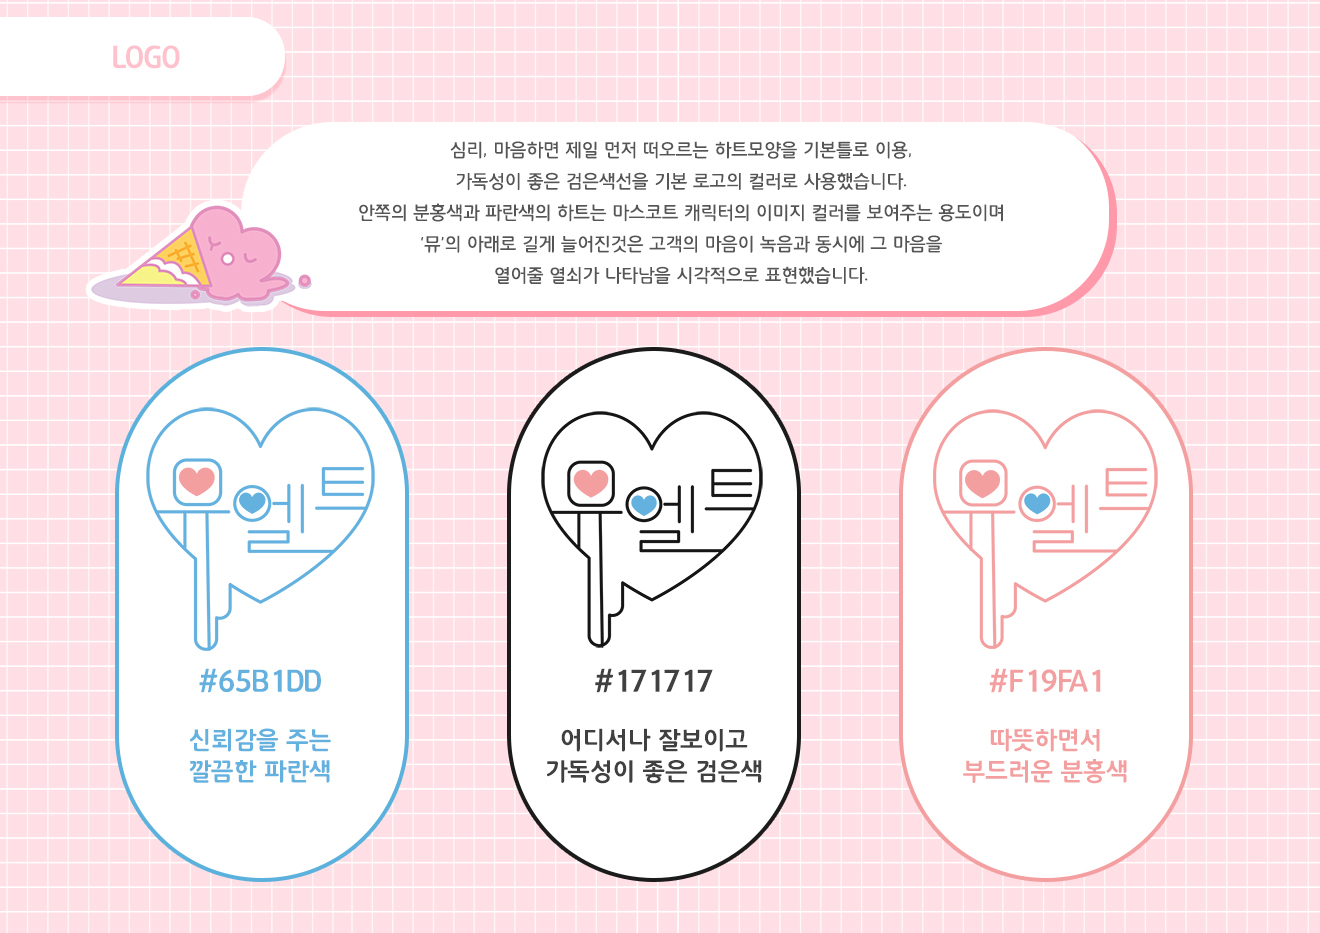 LOGO
심리, 마음하면 제일 먼저 떠오르는 하트모양을 기본틀로 이용,
가독성이 좋은 검은색선을 기본 로고의 컬러로 사용했습니다.
안쪽의 분홍색과 파란색의 하트는 마스코트 캐릭터의 이미지 컬러를 보여주는 용도이며
'뮤'의 아래로 길게 늘어진것은 고객의 마음이 녹음과 동시에 그 마음을
열어줄 열쇠가 나타남을 시각적으로 표현했습니다.
뮤엘트
뮤엘트
뮤엘트
#65B1DD
#171717
#F19FA1
신뢰감을 주는
깔끔한 파란색
어디서나 잘보이고
가독성이 좋은 검은색
따뜻하면서
부드러운 분홍색